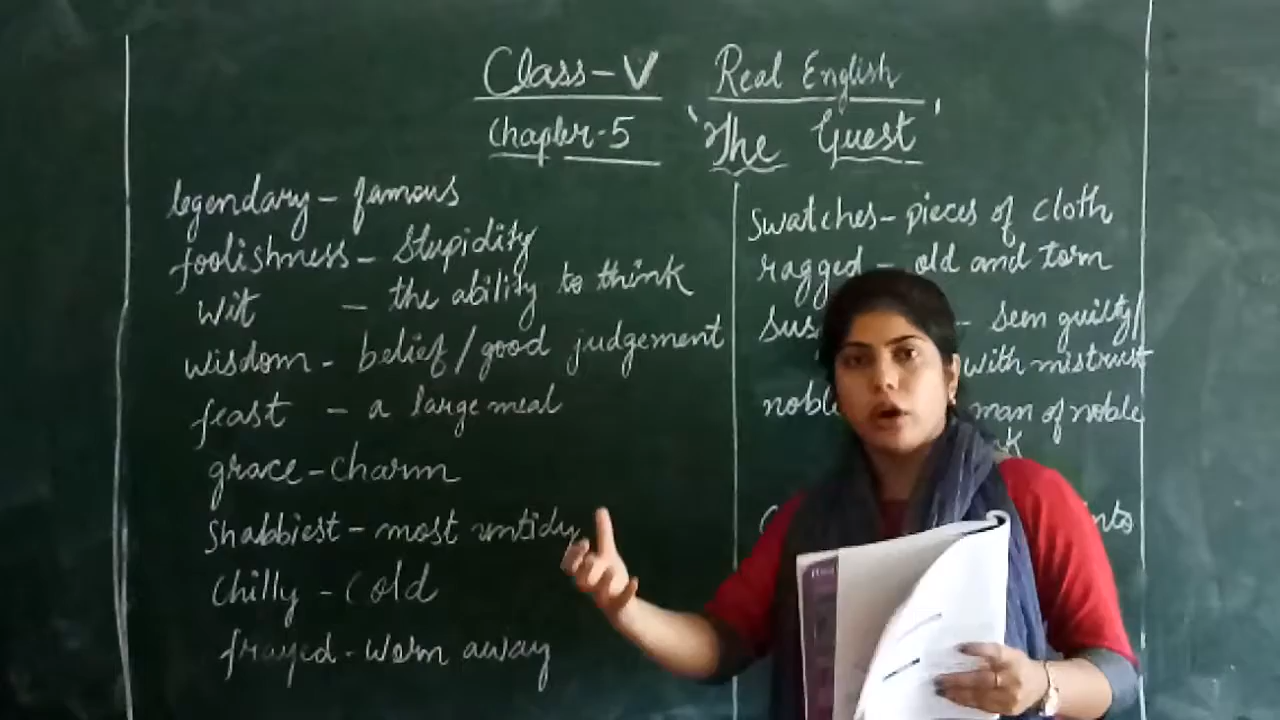 Class-V Real English
Chapter-5 'The Guest'
legendary - famous
foolishness - stupidity
wit - the ability to think
wisdom - belief/good judgement
feast - a large meal
grace - charm
shabbiest - most untidy
chilly - cold
frayed - worn away
swatches - pieces of cloth
ragged - old and torn
- seen guilty/
with mistrust
man of noble